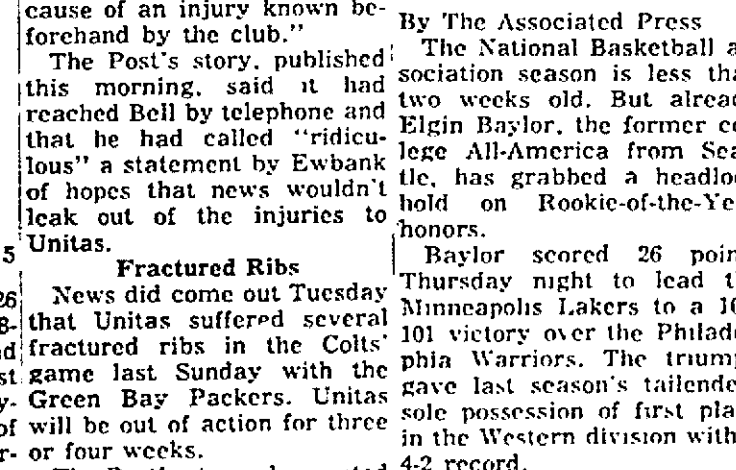 cause of an injury known be-
forehand by the club."
The Post's story, published
this morning, said it had
reached Bell by telephone and
that he had called "ridicu-
lous" a statement by Ewbank
of hopes that news wouldn't
leak out of the injuries to
Unitas.
Fractured Ribs
News did come out Tuesday
that Unitas suffered several
fractured ribs in the Colts'
game last Sunday with the
Green Bay Packers. Unitas
will be out of action for three
or four weeks.
By The Associated Press
The National Basketball a
sociation season is less tha
two weeks old. But alread
Elgin Baylor, the former co
lege All-America from Sea
tle, has grabbed a headloc
hold on Rookie-of-the-Ye
honors.
Baylor scored 26 poin
Thursday night to lead t
Minneapolis Lakers to a 10
101 victory over the Philad
phia Warriors. The trium
gave last season's tailende
sole possession of first pla
in the Western division with
4-2 record.